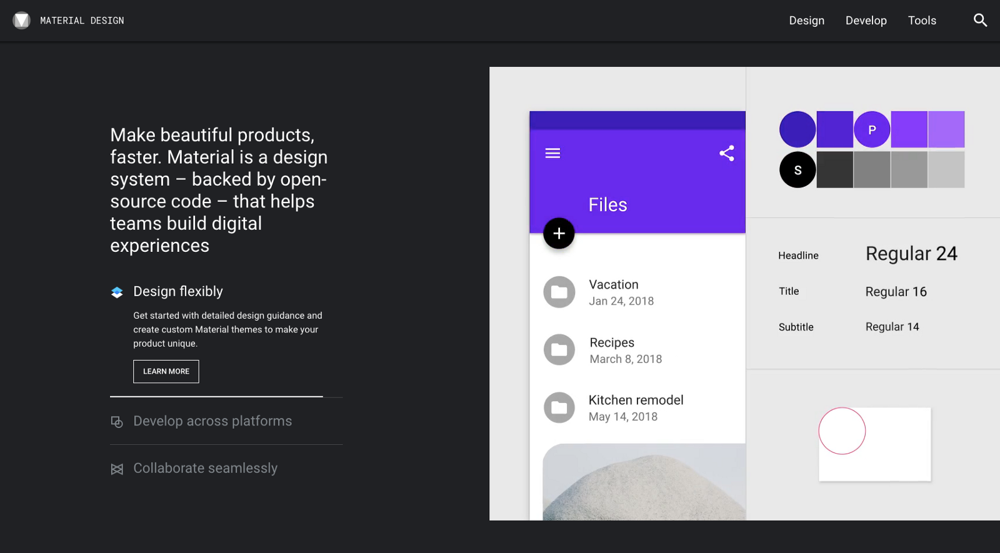 MATERIAL DESIGN
Design
Develop
Tools
Make beautiful products,
faster. Material is a design
system – backed by open-
source code – that helps
teams build digital
experiences
Design flexibly
Get started with detailed design guidance and
create custom Material themes to make your
product unique.
LEARN MORE
Develop across platforms
Collaborate seamlessly
Files
Vacation
Jan 24, 2018
Recipes
March 8, 2018
Kitchen remodel
May 14, 2018
P
S
Headline Regular 24
Title Regular 16
Subtitle Regular 14